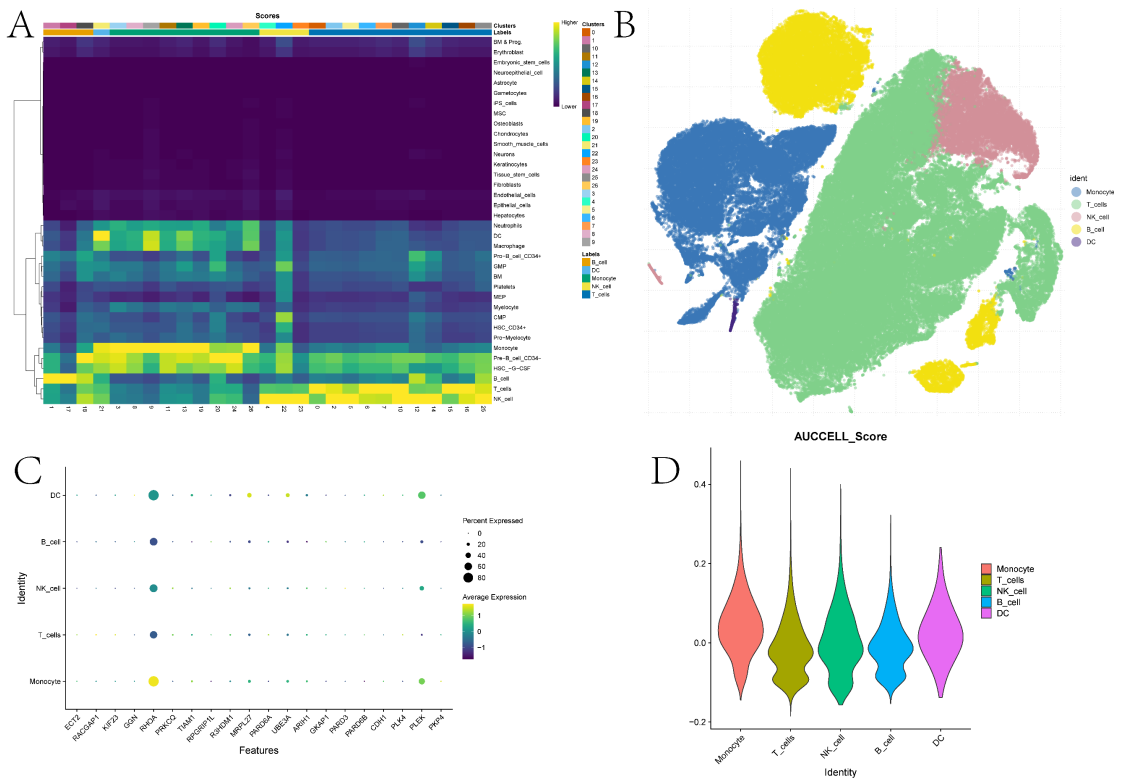 A
Scores
Clusters
Labels
BM & Prog.
Erythroblast
Embryonic_stem_cells
Neuroepithelial_cell
Astrocyte
Gametocytes
iPS_cells
MSC
Osteoblasts
Chondrocytes
Smooth_muscle_cells
Neurons
Keratinocytes
Tissue_stem_cells
Fibroblasts
Endothelial_cells
Epithelial_cells
Hepatocytes
Neutrophils
DC
Macrophage
Pro-B_cell_CD34+
GMP
BM
Platelets
MEP
Myelocyte
CMP
HSC_CD34+
Pro-Myelocyte
Monocyte
Pre-B_cell_CD34-
HSC_-G-CSF
B_cell
T_cells
NK_cell
1 17 19 21 3 8 9 11 13 20 24 26 4 22 23 0 2 5 6 7 10 12 14 15 16 25
Higher
Lower
Clusters
0
1
10
11
12
13
14
15
16
17
18
19
2
20
21
22
23
24
25
26
3
4
5
6
7
8
9
Labels
B_cell
DC
Monocyte
NK_cell
T_cells
B
ident
Monocyte
T_cells
NK_cell
B_cell
DC
C
Identity
DC
B_cell
NK_cell
T_cells
Monocyte
ECT2
RACGAP1
KIF23
GGN
RHOA
PRKCQ
TIAM1
RPGRIP1L
R3HDM1
MRPL27
PARD6A
UBE3A
ARIH1
GKAP1
PARD3
PARD6B
CDH1
PLK4
PLEK
PKP4
Features
Percent Expressed
0
20
40
60
80
Average Expression
1
0
−1
D
AUCCELL_Score
0.4
0.2
0.0
−0.2
Monocyte
T_cells
NK_cell
B_cell
DC
Identity
Monocyte
T_cells
NK_cell
B_cell
DC